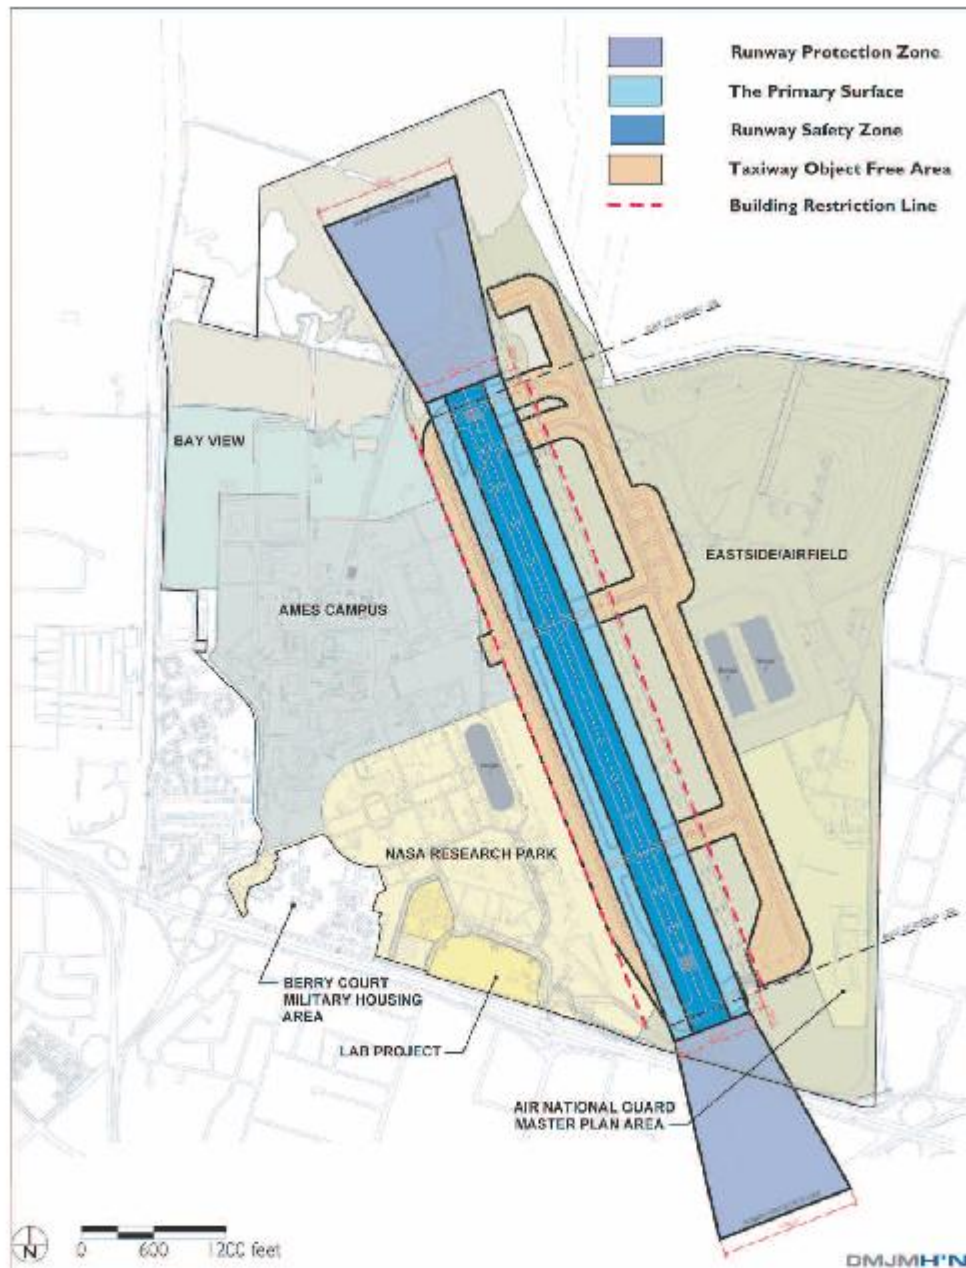 Runway Protection Zone
The Primary Surface
Runway Safety Zone
Taxiway Object Free Area
Building Restriction Line
BAY VIEW
EASTSIDE/AIRFIELD
AMES CAMPUS
NASA RESEARCH PARK
BERRY COURT
MILITARY HOUSING
AREA
LAB PROJECT
AIR NATIONAL GUARD
MASTER PLAN AREA
N
0 600 1200 feet
DMJMH'N